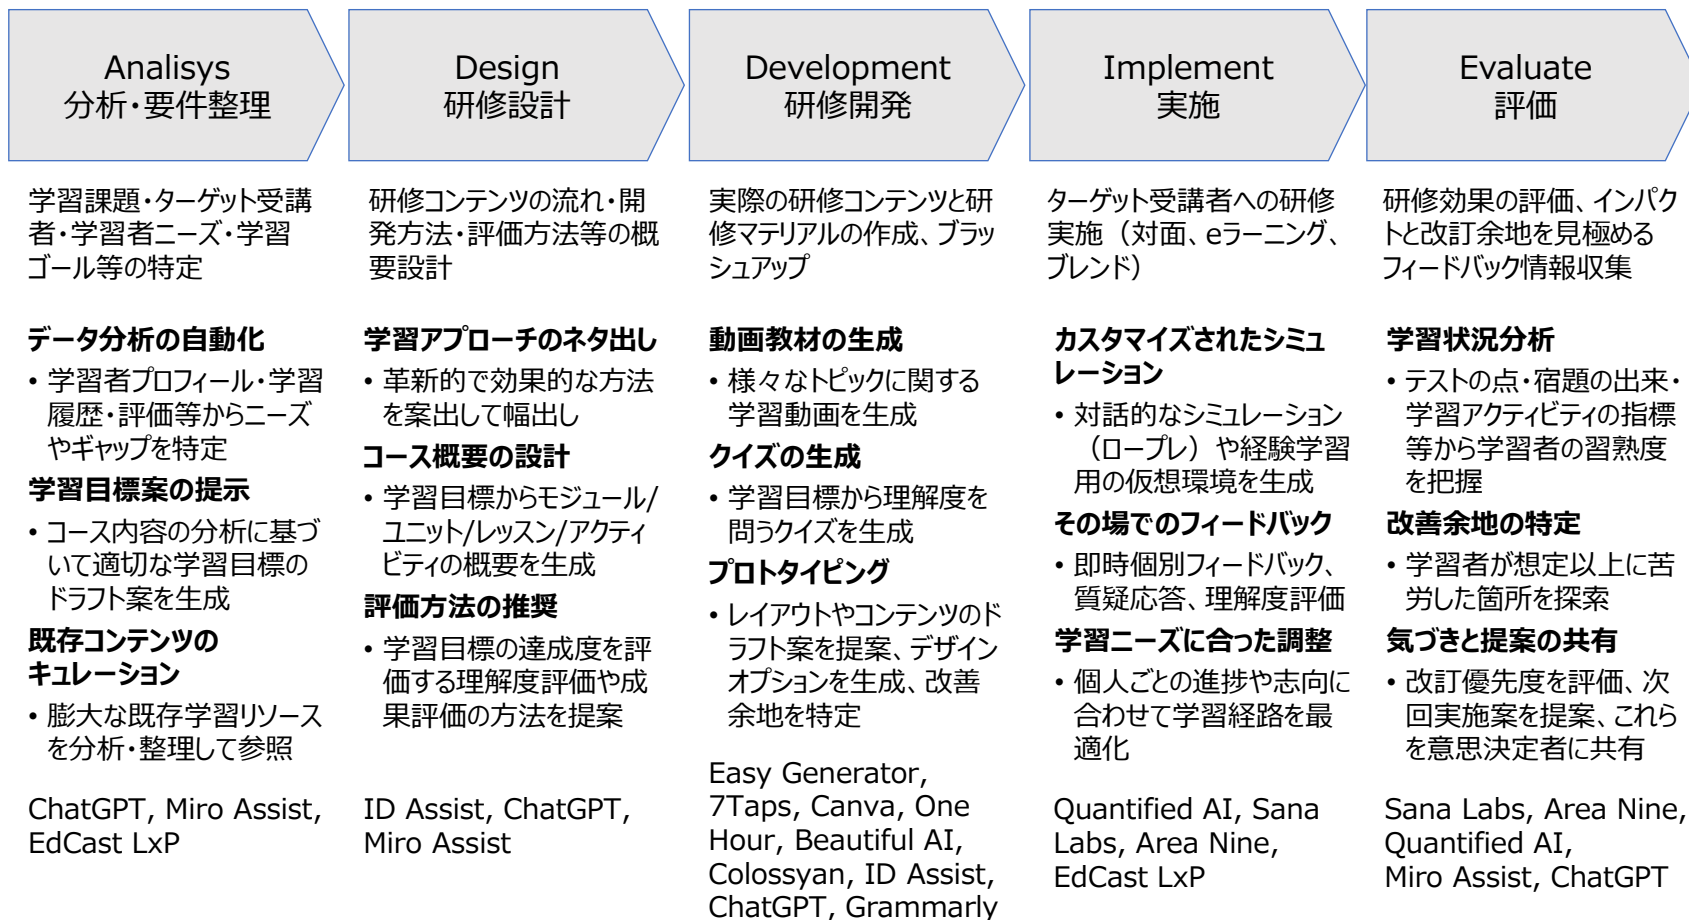 Analisys
分析・要件整理
Design
研修設計
Development
研修開発
Implement
実施
Evaluate
評価
学習課題・ターゲット受講
者・学習者ニーズ・学習
ゴール等の特定
研修コンテンツの流れ・開
発方法・評価方法等の概
要設計
実際の研修コンテンツと研
修マテリアルの作成、ブラッ
シュアップ
ターゲット受講者への研修
実施（対面、eラーニング、
ブレンド）
研修効果の評価、インパク
トと改訂余地を見極める
フィードバック情報収集
データ分析の自動化
• 学習者プロフィール・学習
履歴・評価等からニーズ
やギャップを特定
学習目標案の提示
• コース内容の分析に基づ
いて適切な学習目標の
ドラフト案を生成
既存コンテンツの
キュレーション
• 膨大な既存学習リソース
を分析・整理して参照
学習アプローチのネタ出し
• 革新的で効果的な方法
を案出して幅出し
コース概要の設計
• 学習目標からモジュール/
ユニット/レッスン/アクティ
ビティの概要を生成
評価方法の推奨
• 学習目標の達成度を評
価する理解度評価や成
果評価の方法を提案
動画教材の生成
• 様々なトピックに関する
学習動画を生成
クイズの生成
• 学習目標から理解度を
問うクイズを生成
プロトタイピング
• レイアウトやコンテンツのド
ラフト案を提案、デザイン
オプションを生成、改善
余地を特定
カスタマイズされたシミュ
レーション
• 対話的なシミュレーション
（ロープレ）や経験学習
用の仮想環境を生成
その場でのフィードバック
• 即時個別フィードバック、
質疑応答、理解度評価
学習ニーズに合った調整
• 個人ごとの進捗や志向に
合わせて学習経路を最
適化
学習状況分析
• テストの点・宿題の出来・
学習アクティビティの指標
等から学習者の習熟度
を把握
改善余地の特定
• 学習者が想定以上に苦
労した箇所を探索
気づきと提案の共有
• 改訂優先度を評価、次
回実施案を提案、これら
を意思決定者に共有
ChatGPT, Miro Assist,
EdCast LxP
ID Assist, ChatGPT,
Miro Assist
Easy Generator,
7Taps, Canva, One
Hour, Beautiful AI,
Colossyan, ID Assist,
ChatGPT, Grammarly
Quantified AI, Sana
Labs, Area Nine,
EdCast LxP
Sana Labs, Area Nine,
Quantified AI,
Miro Assist, ChatGPT